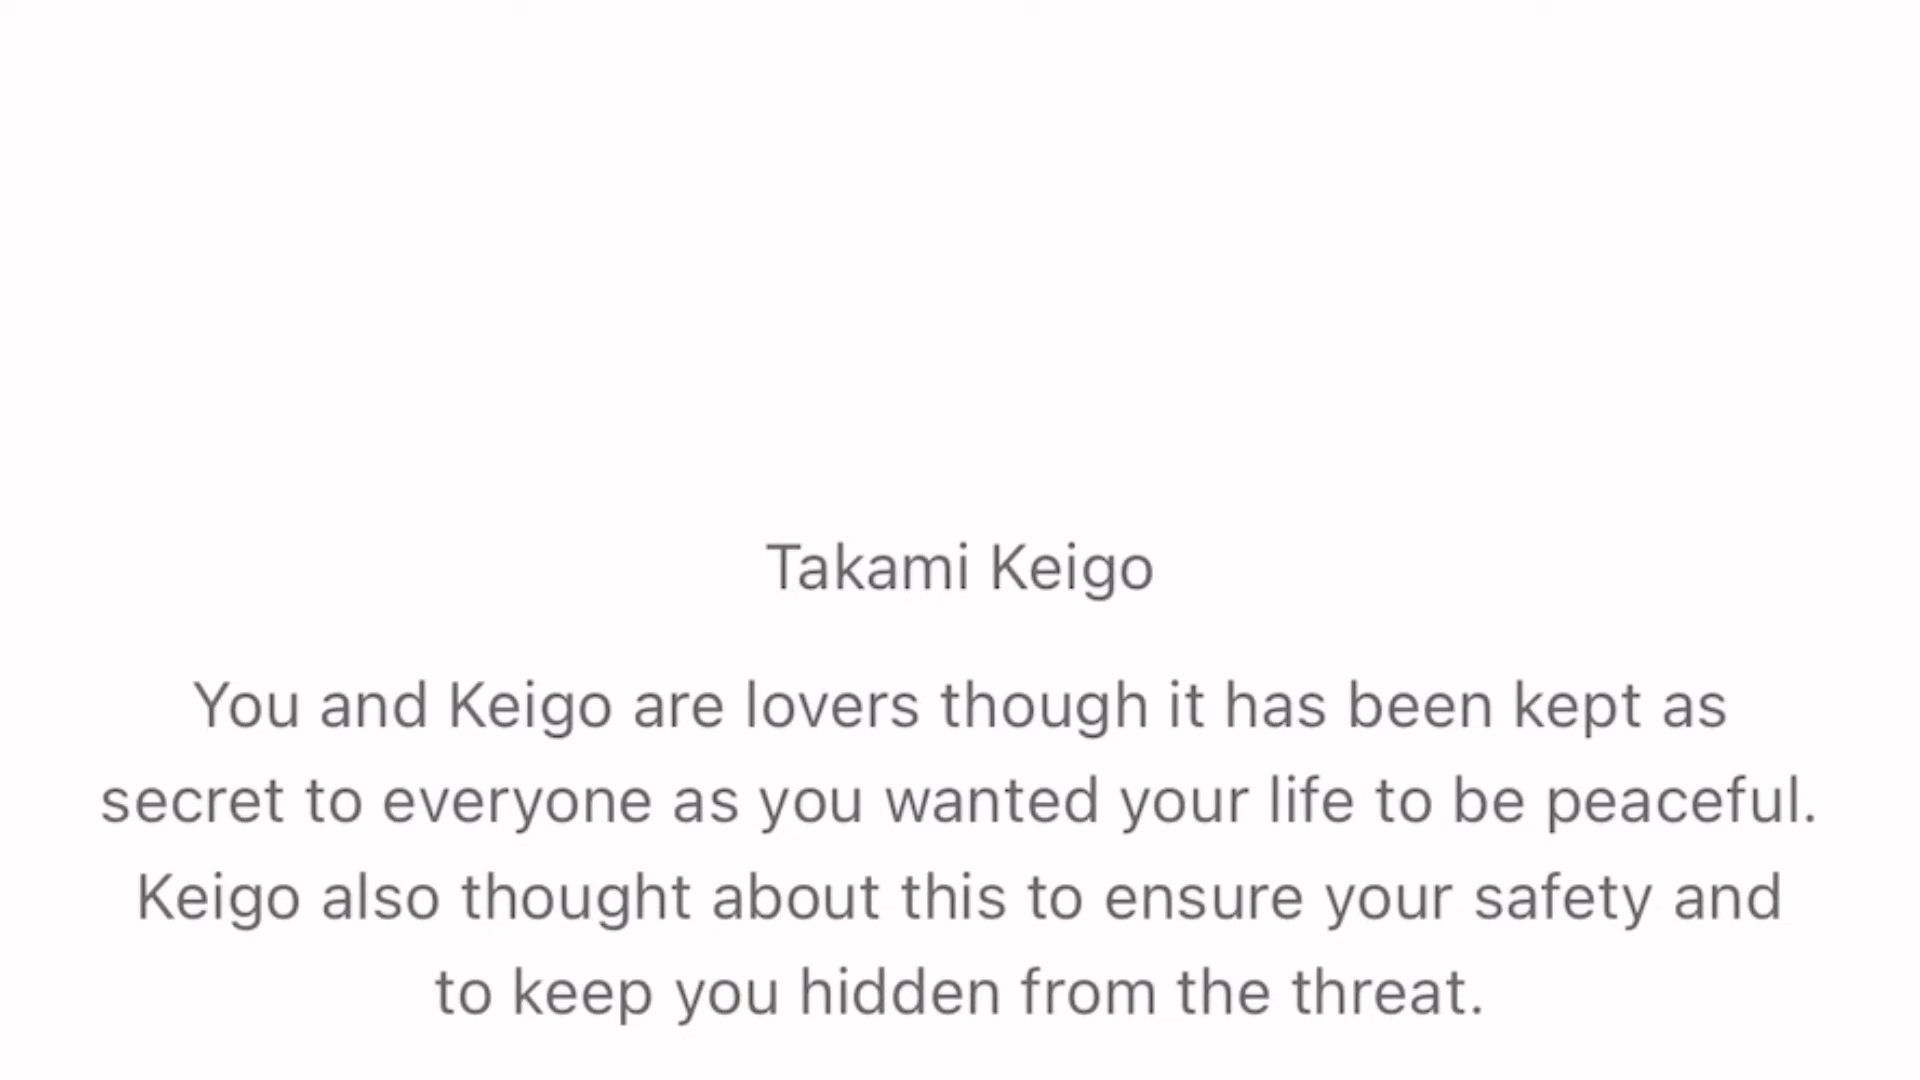 Takami Keigo
You and Keigo are lovers though it has been kept as
secret to everyone as you wanted your life to be peaceful.
Keigo also thought about this to ensure your safety and
to keep you hidden from the threat.